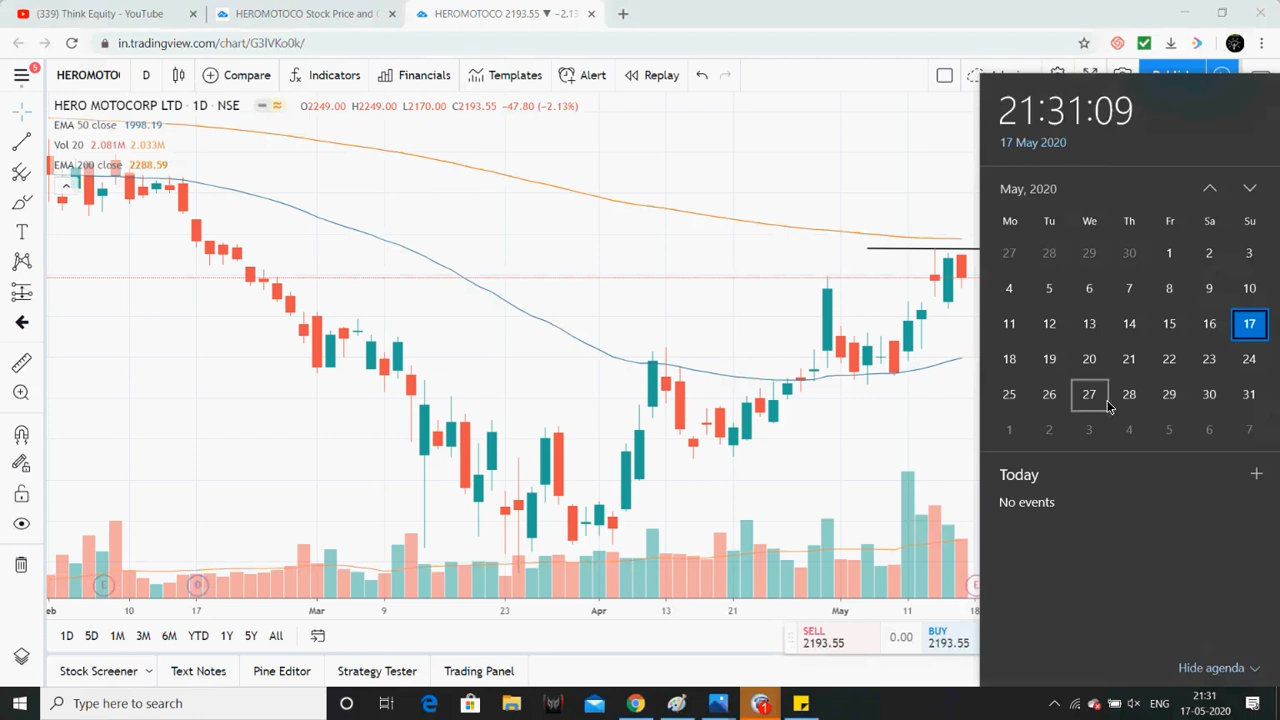 (339) Think Equity - YouTube
HEROMOTOCO Stock Price and
HEROMOTOCO 2193.55 ▼ −2.13
in.tradingview.com/chart/G3lVKo0k/
5
HEROMOTO
D
Compare
Indicators
Financials
Templates
Alert
Replay
HERO MOTOCORP LTD · 1D · NSE
O2249.00 H2249.00 L2170.00 C2193.55 −47.80 (−2.13%)
EMA 50 close 1998.19
Vol 20 2.081M 2.033M
EMA 200 close 2288.59
21:31:09
17 May 2020
May, 2020
Mo Tu We Th Fr Sa Su
27 28 29 30 1 2 3
4 5 6 7 8 9 10
11 12 13 14 15 16 17
18 19 20 21 22 23 24
25 26 27 28 29 30 31
1 2 3 4 5 6 7
Today
No events
Hide agenda
E
D
E
eb 10 17 Mar 9 23 Apr 13 21 May 11 18
1D 5D 1M 3M 6M YTD 1Y 5Y All
SELL
2193.55
0.00
BUY
2193.55
Stock Screener
Text Notes
Pine Editor
Strategy Tester
Trading Panel
Type here to search
1
ENG
21:31
17-05-2020